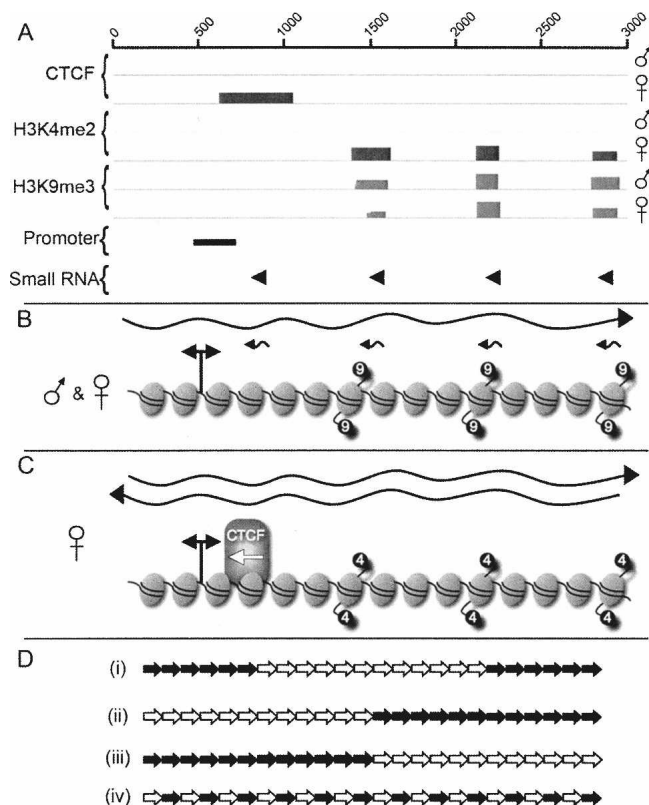 A
0 500 1000 1500 2000 2500 3000
CTCF{ ♂
♀
H3K4me2{ ♂
♀
H3K9me3{ ♂
♀
Promoter{
Small RNA{
B
♂ & ♀
9 9 9
9 9 9
C
♀
CTCF
4 4 4
4 4 4
D
(i)
(ii)
(iii)
(iv)